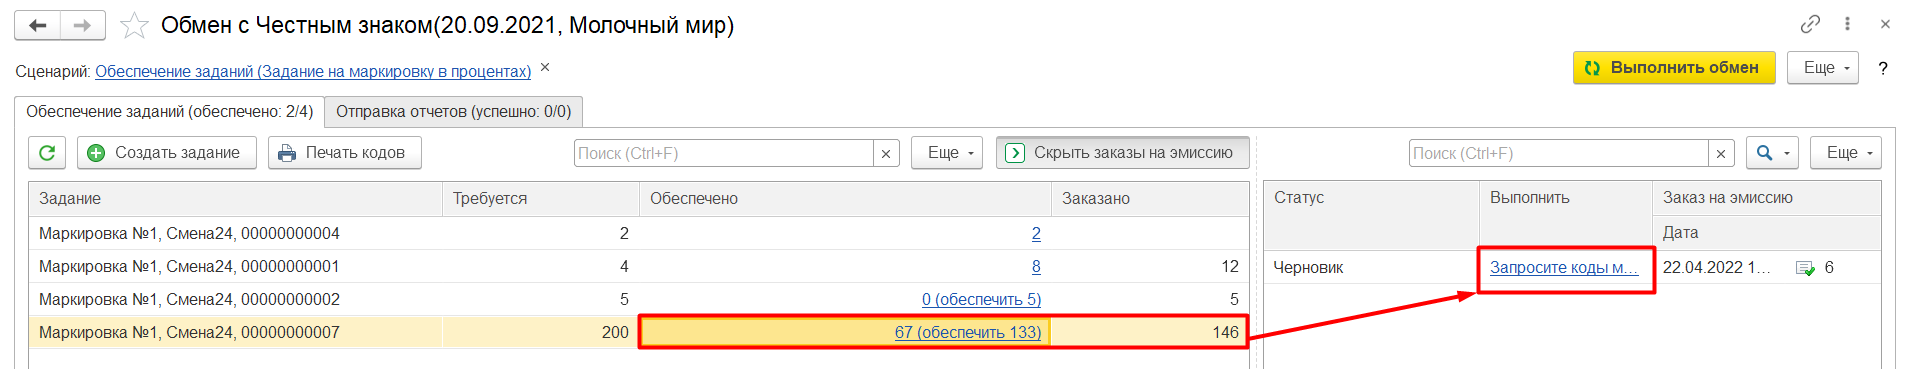 Обмен с Честным знаком(20.09.2021, Молочный мир)
Сценарий: Обеспечение заданий (Задание на маркировку в процентах) ×
Выполнить обмен Еще ?
Обеспечение заданий (обеспечено: 2/4) Отправка отчетов (успешно: 0/0)
Создать задание Печать кодов Поиск (Ctrl+F) × Еще Скрыть заказы на эмиссию Поиск (Ctrl+F) × Еще
Задание Требуется Обеспечено Заказано Статус Выполнить Заказ на эмиссию
Дата
Маркировка №1, Смена24, 00000000004 2 2
Маркировка №1, Смена24, 00000000001 4 8 12 Черновик Запросите коды м... 22.04.2022 1... 6
Маркировка №1, Смена24, 00000000002 5 0 (обеспечить 5) 5
Маркировка №1, Смена24, 00000000007 200 67 (обеспечить 133) 146